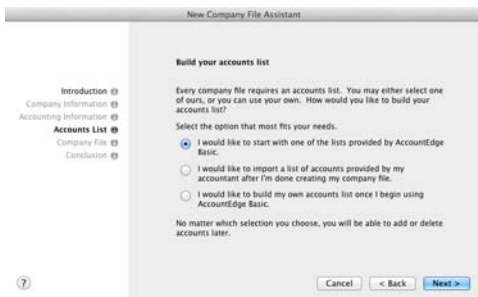 New Company File Assistant
Build your accounts list
Introduction
Company Information
Accounting Information
Accounts List
Company File
Conclusion
Every company file requires an accounts list. You may either select one
of ours, or you can use your own. How would you like to build your
accounts list?
Select the option that most fits your needs.
I would like to start with one of the lists provided by AccountEdge
Basic.
I would like to import a list of accounts provided by my
accountant after I'm done creating my company file.
I would like to build my own accounts list once I begin using
AccountEdge Basic.
No matter which selection you choose, you will be able to add or delete
accounts later.
?
Cancel
< Back
Next >